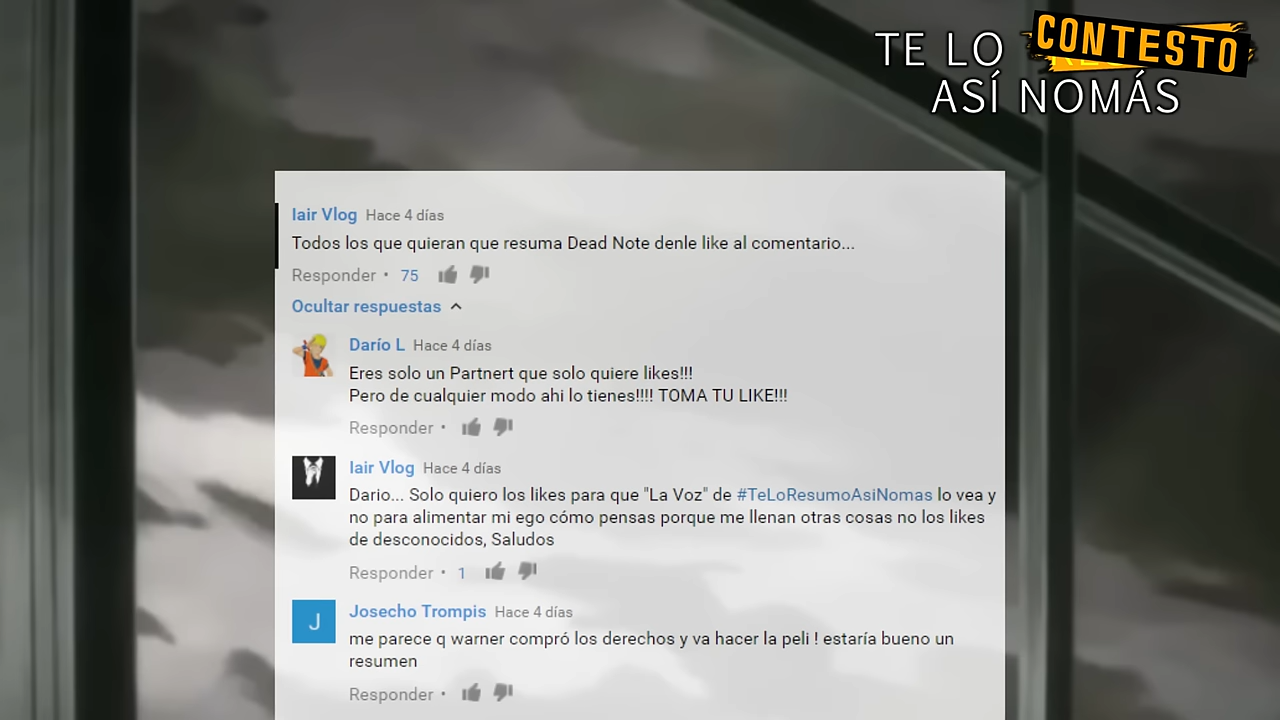 TE LO CONTESTO
ASÍ NOMÁS
Iair Vlog Hace 4 días
Todos los que quieran que resuma Dead Note denle like al comentario...
Responder • 75
Ocultar respuestas
Darío L Hace 4 días
Eres solo un Partnert que solo quiere likes!!!
Pero de cualquier modo ahi lo tienes!!!! TOMA TU LIKE!!!
Responder •
Iair Vlog Hace 4 días
Dario... Solo quiero los likes para que "La Voz" de #TeLoResumoAsiNomas lo vea y
no para alimentar mi ego cómo pensas porque me llenan otras cosas no los likes
de desconocidos, Saludos
Responder • 1
J
Josecho Trompis Hace 4 días
me parece q warner compró los derechos y va hacer la peli ! estaría bueno un
resumen
Responder •